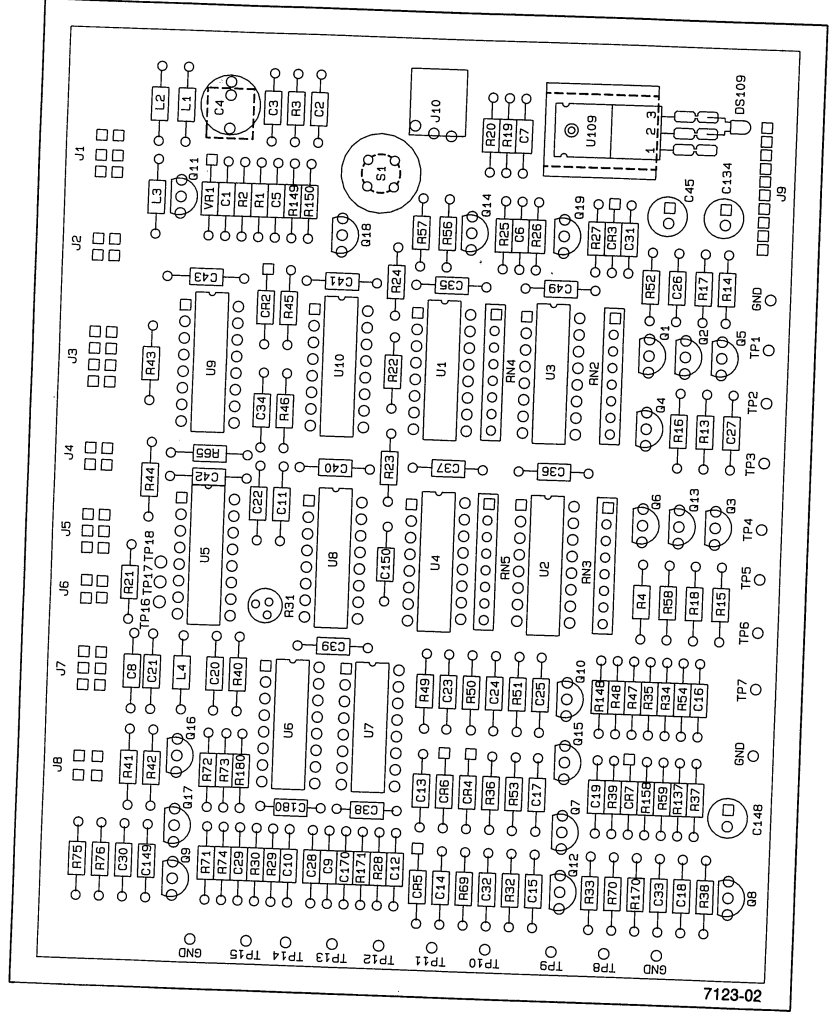 J1
L2
L1
C4
C3
R3
C2
J10
R20
R19
C7
U109
1 2 3
DS109
J9
L3
Q11
VR1
C1
R2
R1
C5
R149
R150
S1
Q18
R57
R56
Q14
R25
C6
R26
Q19
R27
CR3
C31
C45
C134
J2
C43
CR2
R45
C41
R24
C35
C49
R52
C26
R17
R14
GND
J3
R43
U9
U10
R22
U1
RN4
U3
RN2
Q1
Q2
Q5
TP1
C34
R46
Q4
R16
R13
C27
TP2
J4
R44
R65
C42
C22
C11
C40
R23
C37
C36
TP3
J5
TP18
TP17
TP16
U5
U8
C150
U4
RN5
U2
RN3
Q6
Q13
Q3
TP4
J6
R21
R31
R4
R58
R18
R15
TP5
TP6
J7
C8
C21
L4
C20
R40
C39
U6
U7
R49
C23
R50
C24
R51
C25
Q10
R148
R48
R47
R35
R34
R54
C16
TP7
J8
R41
R42
Q16
R72
R73
R180
C180
C38
C13
CR6
CR4
R36
R53
C17
Q15
C19
R39
CR7
R158
R59
R137
R37
GND
C148
R75
R76
C30
C149
Q17
Q9
R71
R74
C29
R30
R29
C10
C28
C9
C170
R171
R28
C12
CR5
C14
R69
C32
R32
C15
Q7
Q12
R33
R70
R170
C33
C18
R38
Q8
GND
TP15
TP14
TP13
TP12
TP11
TP10
TP9
TP8
GND
7123-02